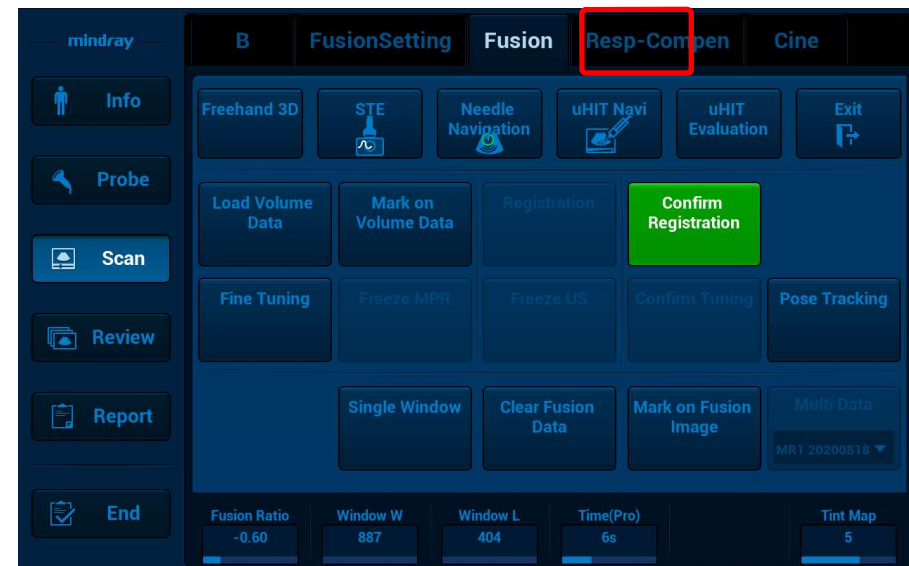 mindray
B
FusionSetting
Fusion
Resp-Compen
Cine
Info
Probe
Scan
Review
Report
End
Freehand 3D
STE
Needle
Navigation
uHIT Navi
uHIT
Evaluation
Exit
Load Volume
Data
Mark on
Volume Data
Registration
Confirm
Registration
Fine Tuning
Freeze MPR
Freeze US
Confirm Tuning
Pose Tracking
Single Window
Clear Fusion
Data
Mark on Fusion
Image
Multi Data
MR1 20200818
Fusion Ratio
-0.60
Window W
887
Window L
404
Time(Pro)
6s
Tint Map
5